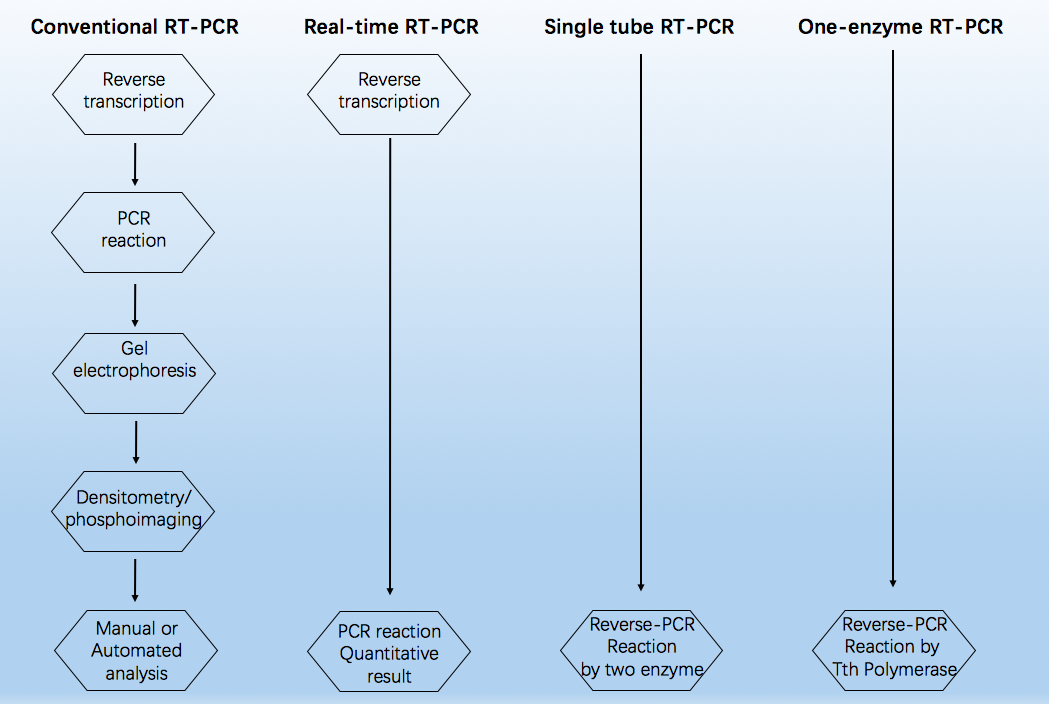 Conventional RT-PCR
Real-time RT-PCR
Single tube RT-PCR
One-enzyme RT-PCR
Reverse
transcription
PCR
reaction
Gel
electrophoresis
Densitometry/
phosphoimaging
Manual or
Automated
analysis
Reverse
transcription
PCR reaction
Quantitative
result
Reverse-PCR
Reaction
by two enzyme
Reverse-PCR
Reaction by
Tth Polymerase